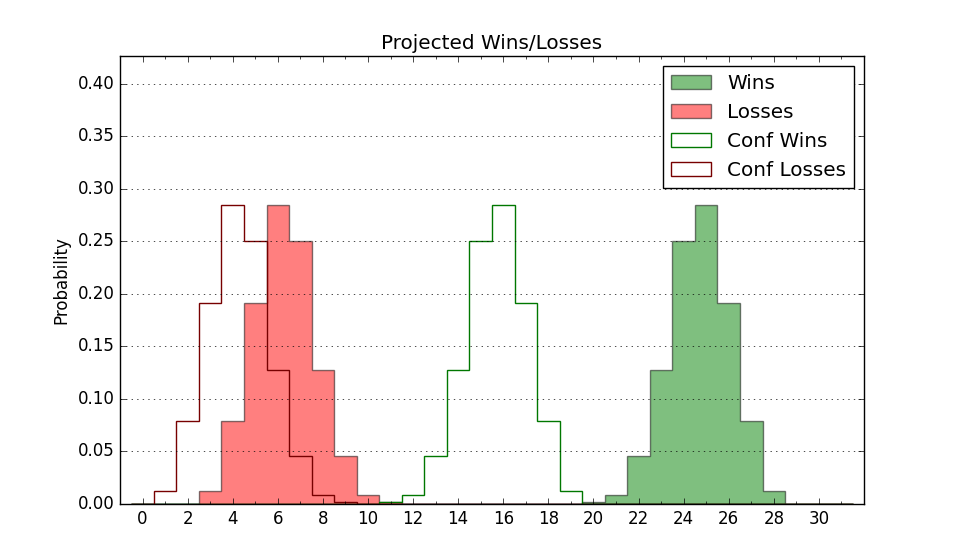 Projected Wins/Losses
Wins
Losses
Conf Wins
Conf Losses
Probability
0.40
0.35
0.30
0.25
0.20
0.15
0.10
0.05
0.00
0 2 4 6 8 10 12 14 16 18 20 22 24 26 28 30